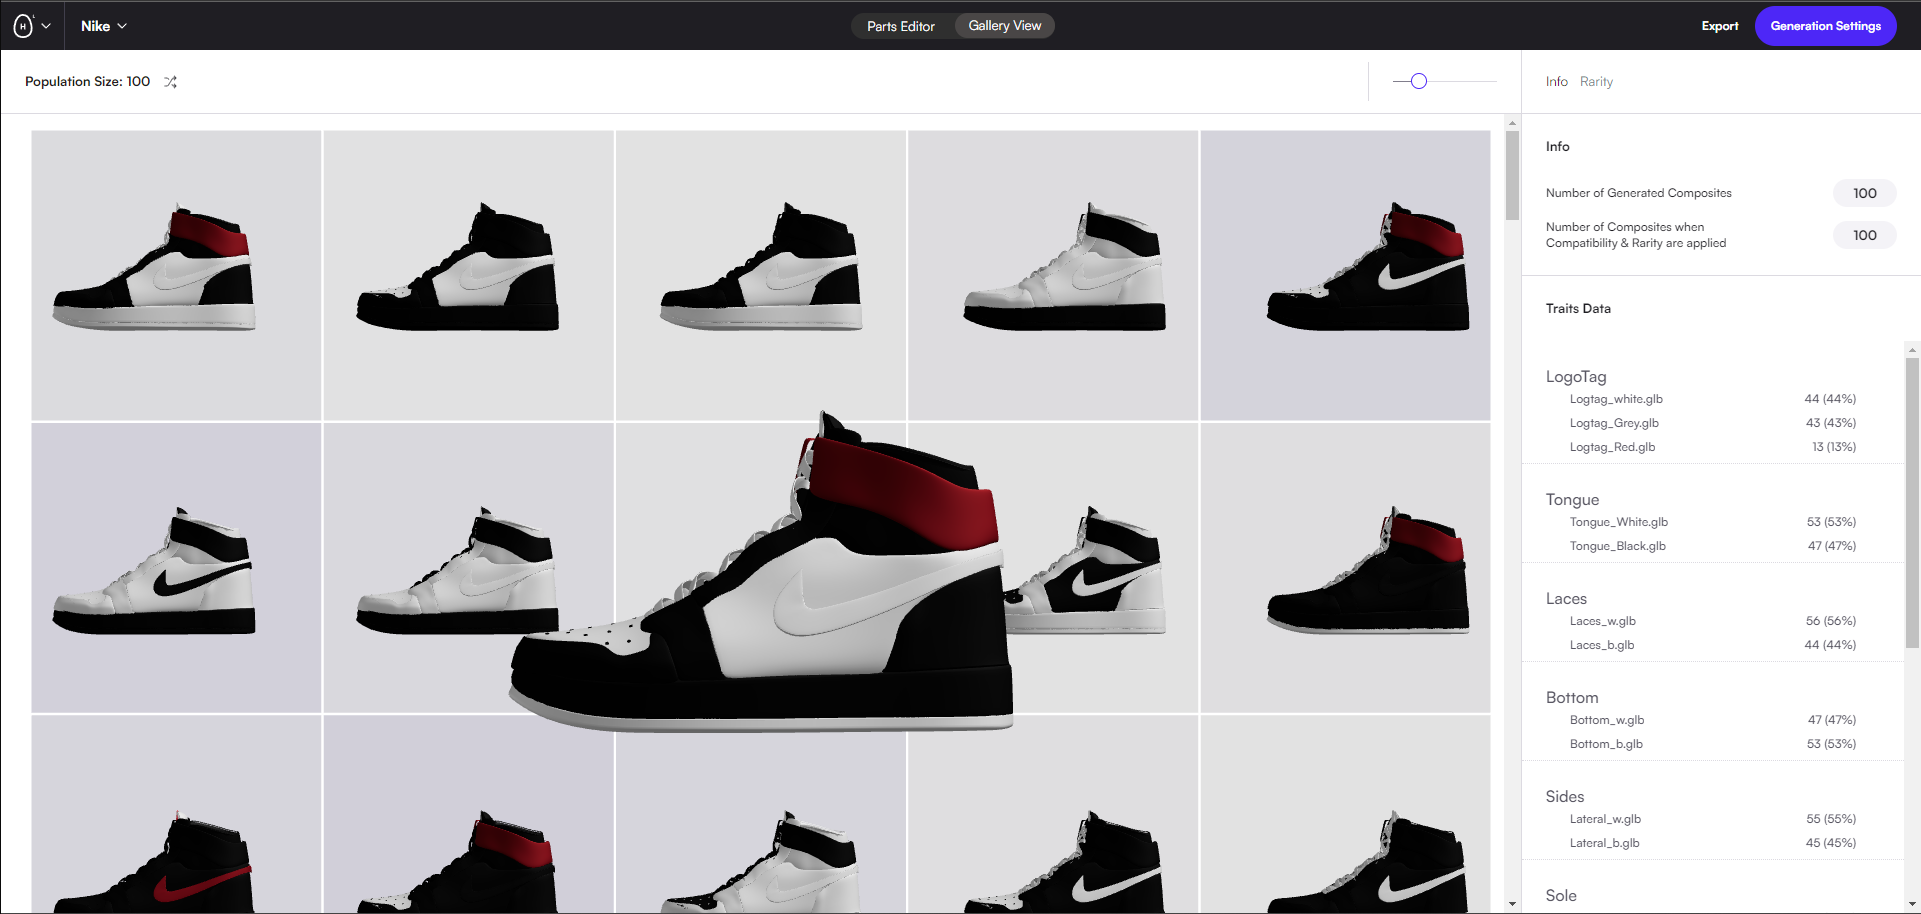 H
Nike
Parts Editor
Gallery View
Export
Generation Settings
Population Size: 100
Info
Rarity
Info
Number of Generated Composites
100
Number of Composites when
Compatibility & Rarity are applied
100
Traits Data
LogoTag
Logtag_white.glb 44 (44%)
Logtag_Grey.glb 43 (43%)
Logtag_Red.glb 13 (13%)
Tongue
Tongue_White.glb 53 (53%)
Tongue_Black.glb 47 (47%)
Laces
Laces_w.glb 56 (56%)
Laces_b.glb 44 (44%)
Bottom
Bottom_w.glb 47 (47%)
Bottom_b.glb 53 (53%)
Sides
Lateral_w.glb 55 (55%)
Lateral_b.glb 45 (45%)
Sole